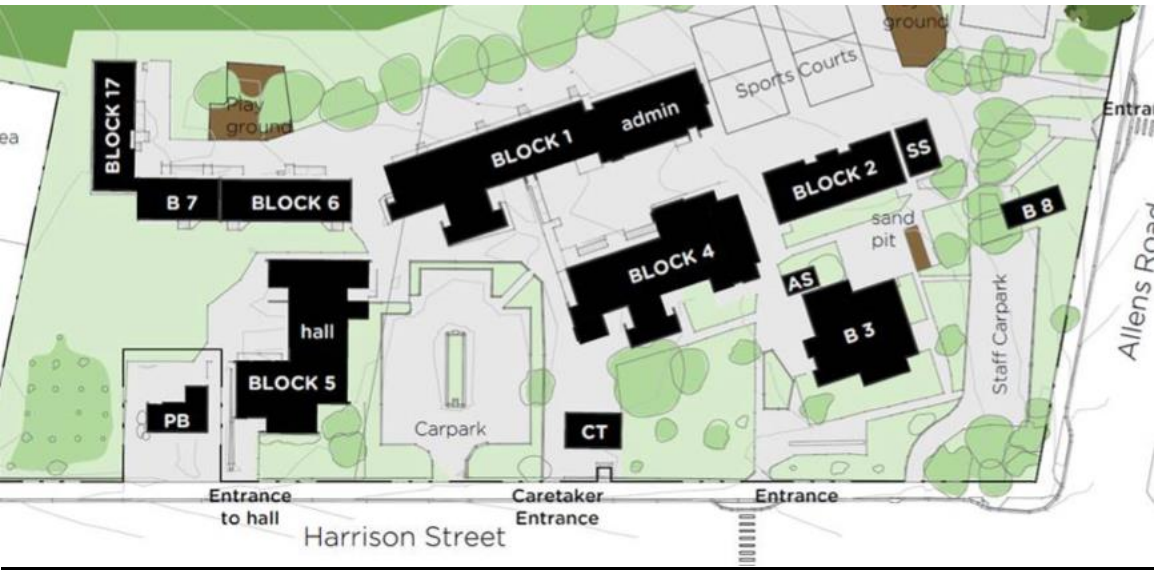 Play
ground
Sports Courts
BLOCK 17
Play
ground
ea
BLOCK 1
admin
BLOCK 2
SS
Entran
B 7
BLOCK 6
B 8
sand
pit
BLOCK 4
AS
Allens Road
hall
B 3
Staff Carpark
BLOCK 5
PB
Carpark
CT
Entrance
to hall
Caretaker
Entrance
Entrance
Harrison Street